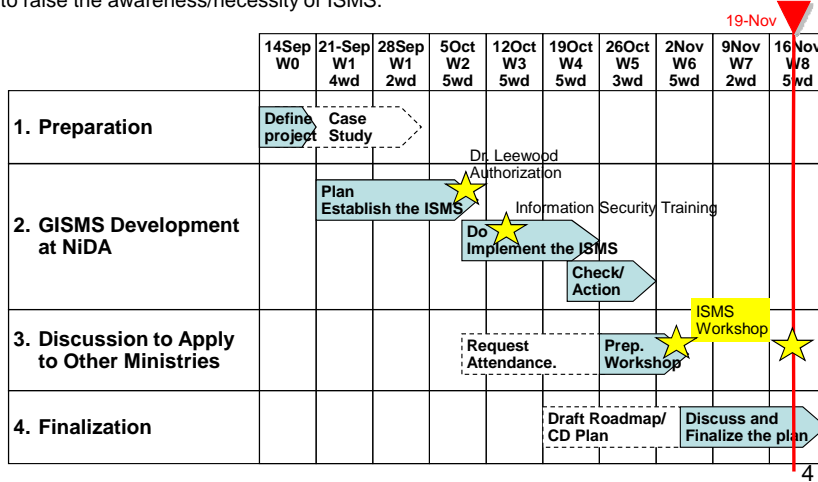 to raise the awareness/necessity of ISMS.
19-Nov
14Sep 21-Sep 28Sep 5Oct 12Oct 19Oct 26Oct 2Nov 9Nov 16Nov
W0 W1 W1 W2 W3 W4 W5 W6 W7 W8
4wd 2wd 5wd 5wd 5wd 3wd 5wd 2wd 5wd
1. Preparation
Define
project
Case
Study
Dr. Leewood
Authorization
2. GISMS Development
at NiDA
Plan
Establish the ISMS
Information Security Training
Do
Implement the ISMS
Check/
Action
ISMS
Workshop
3. Discussion to Apply
to Other Ministries
Request
Attendance.
Prep.
Workshop
4. Finalization
Draft Roadmap/
CD Plan
Discuss and
Finalize the plan
4